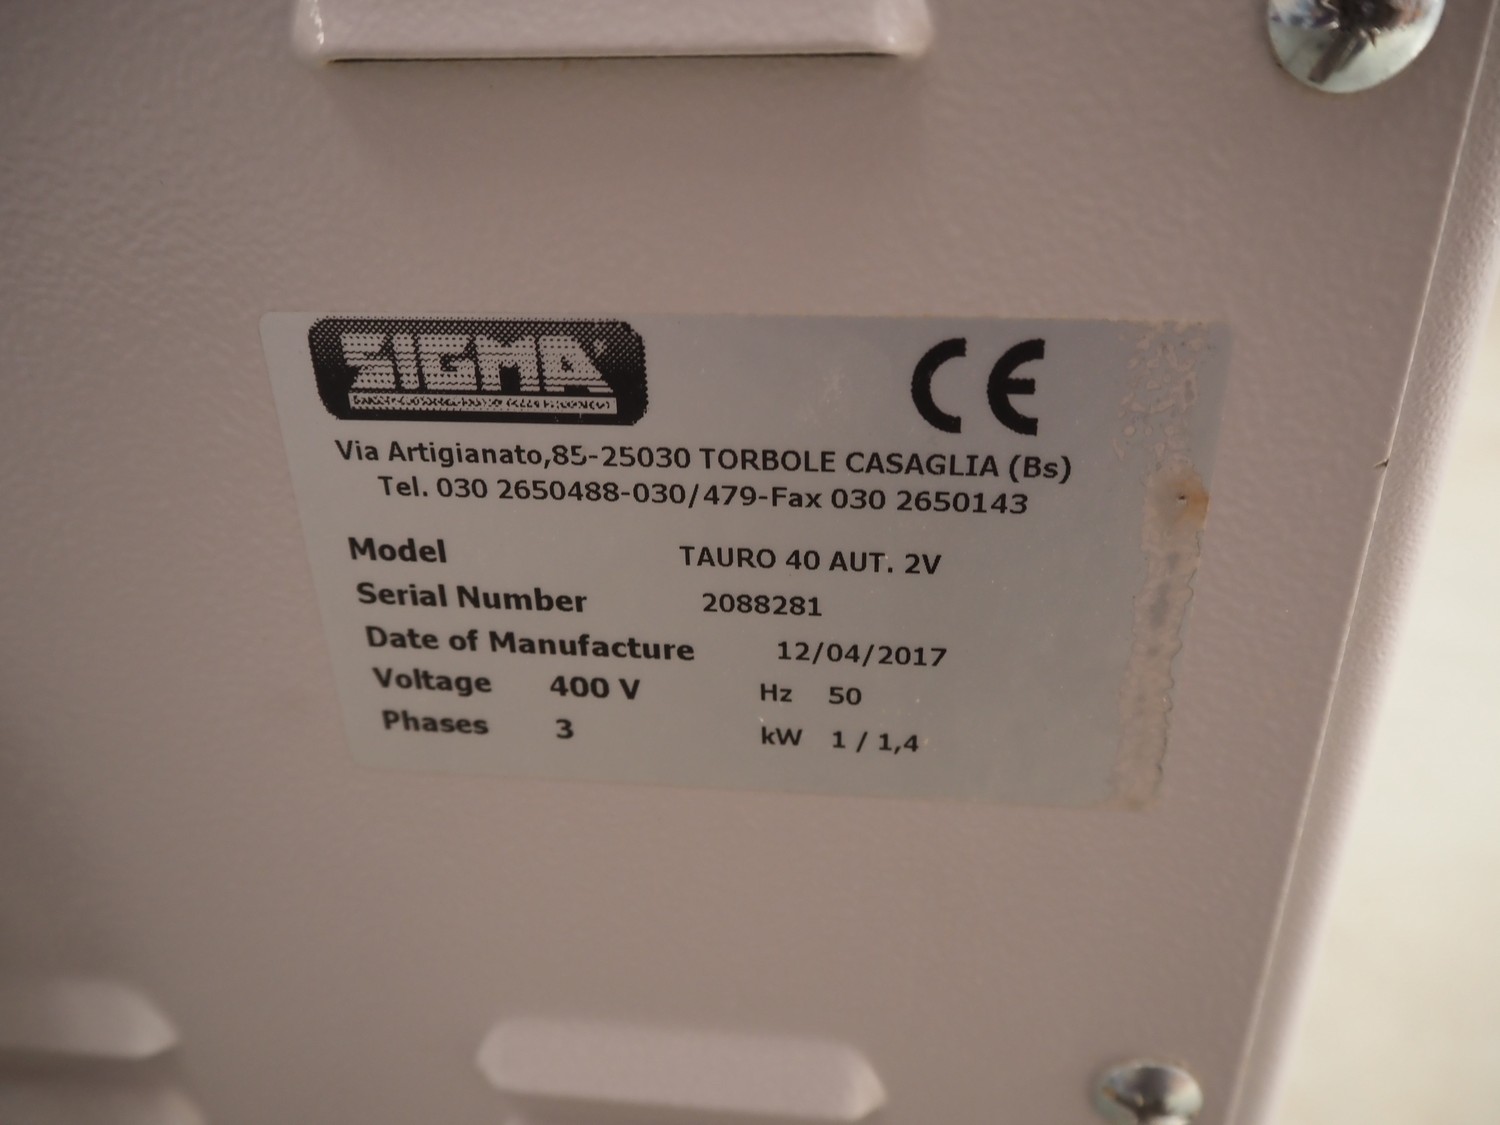 SIGMA
CE
Via Artigianato,85-25030 TORBOLE CASAGLIA (Bs)
Tel. 030 2650488-030/479-Fax 030 2650143
Model TAURO 40 AUT. 2V
Serial Number 2088281
Date of Manufacture 12/04/2017
Voltage 400 V Hz 50
Phases 3 kW 1 / 1,4